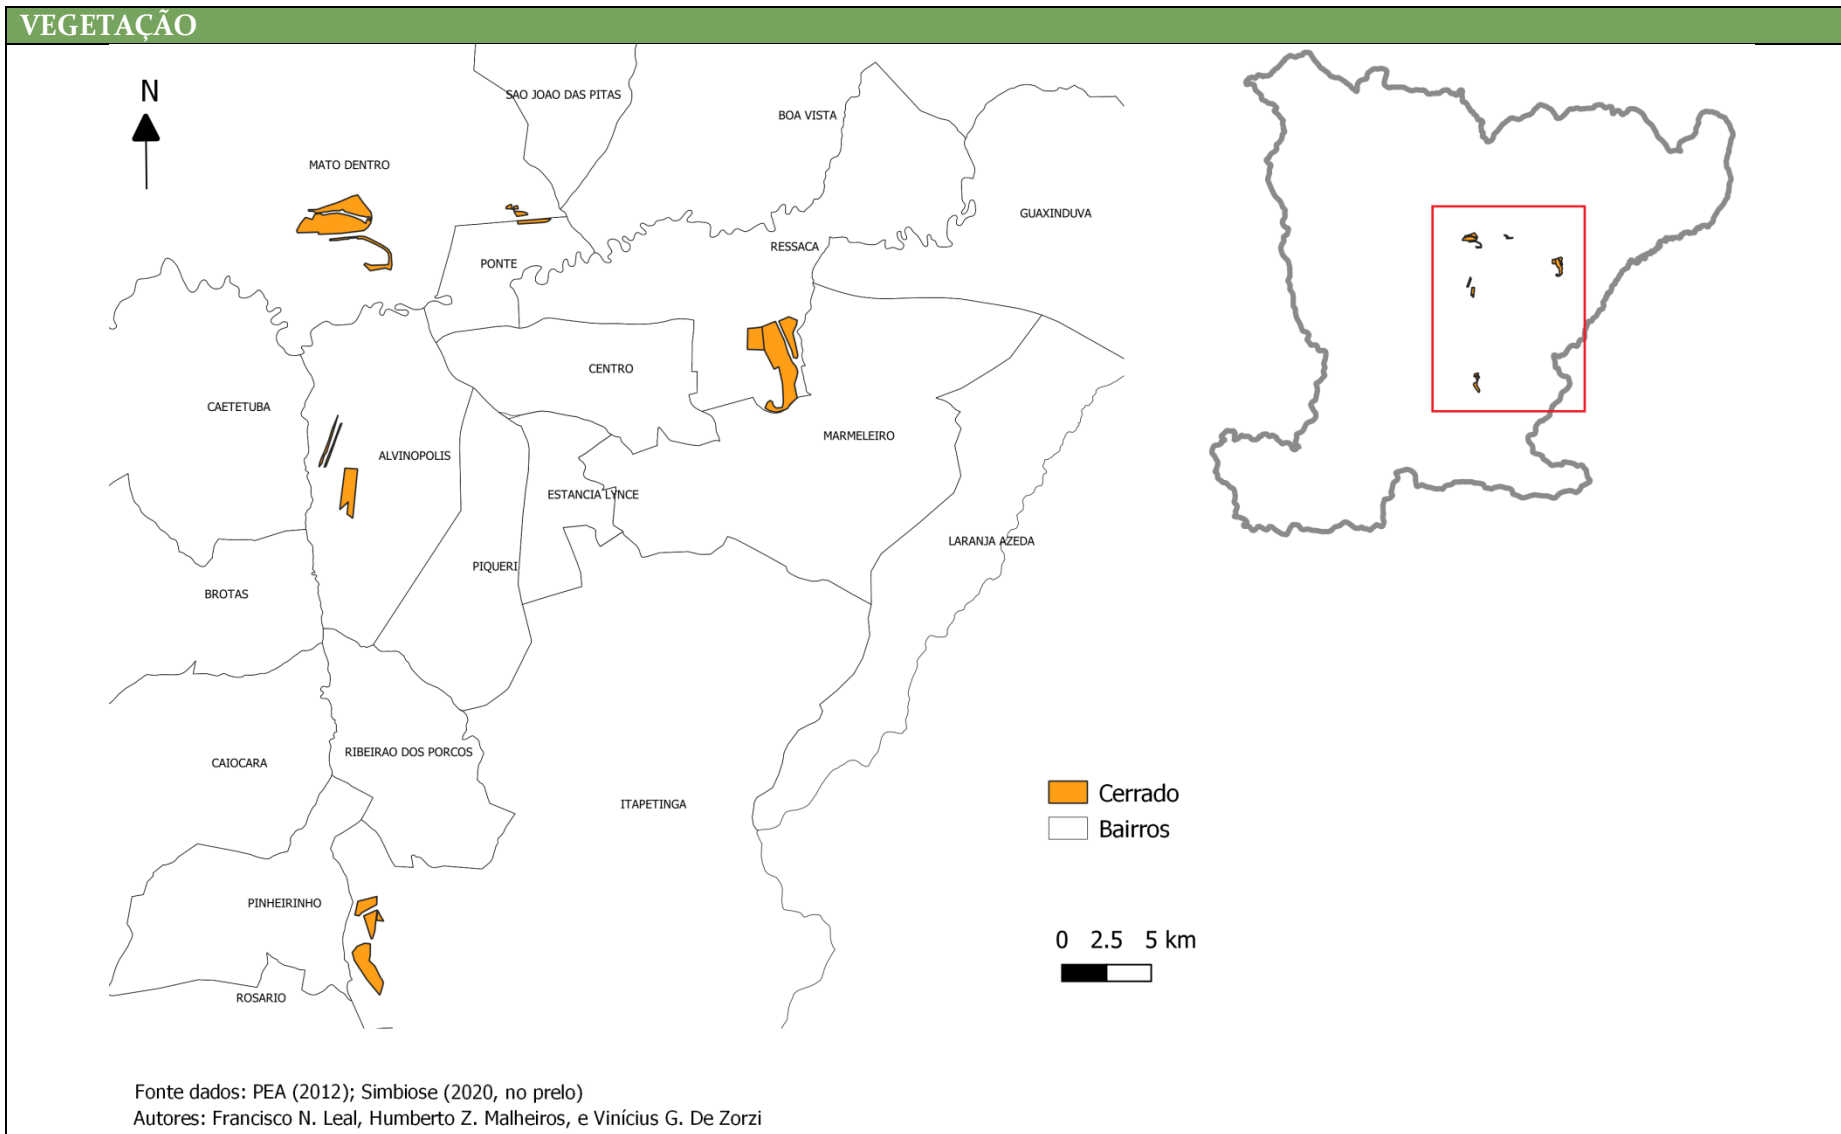 VEGETAÇÃO
N
SAO JOAO DAS PITAS
BOA VISTA
MATO DENTRO
GUAXINDUVA
RESSACA
PONTE
CENTRO
CAETETUBA
MARMELEIRO
ALVINOPOLIS
ESTANCIA LYNCE
LARANJA AZEDA
PIQUERI
BROTAS
RIBEIRAO DOS PORCOS
CAIOCARA
ITAPETINGA
Cerrado
Bairros
PINHEIRINHO
0 2.5 5 km
ROSARIO
Fonte dados: PEA (2012); Simbiose (2020, no prelo)
Autores: Francisco N. Leal, Humberto Z. Malheiros, e Vinícius G. De Zorzi